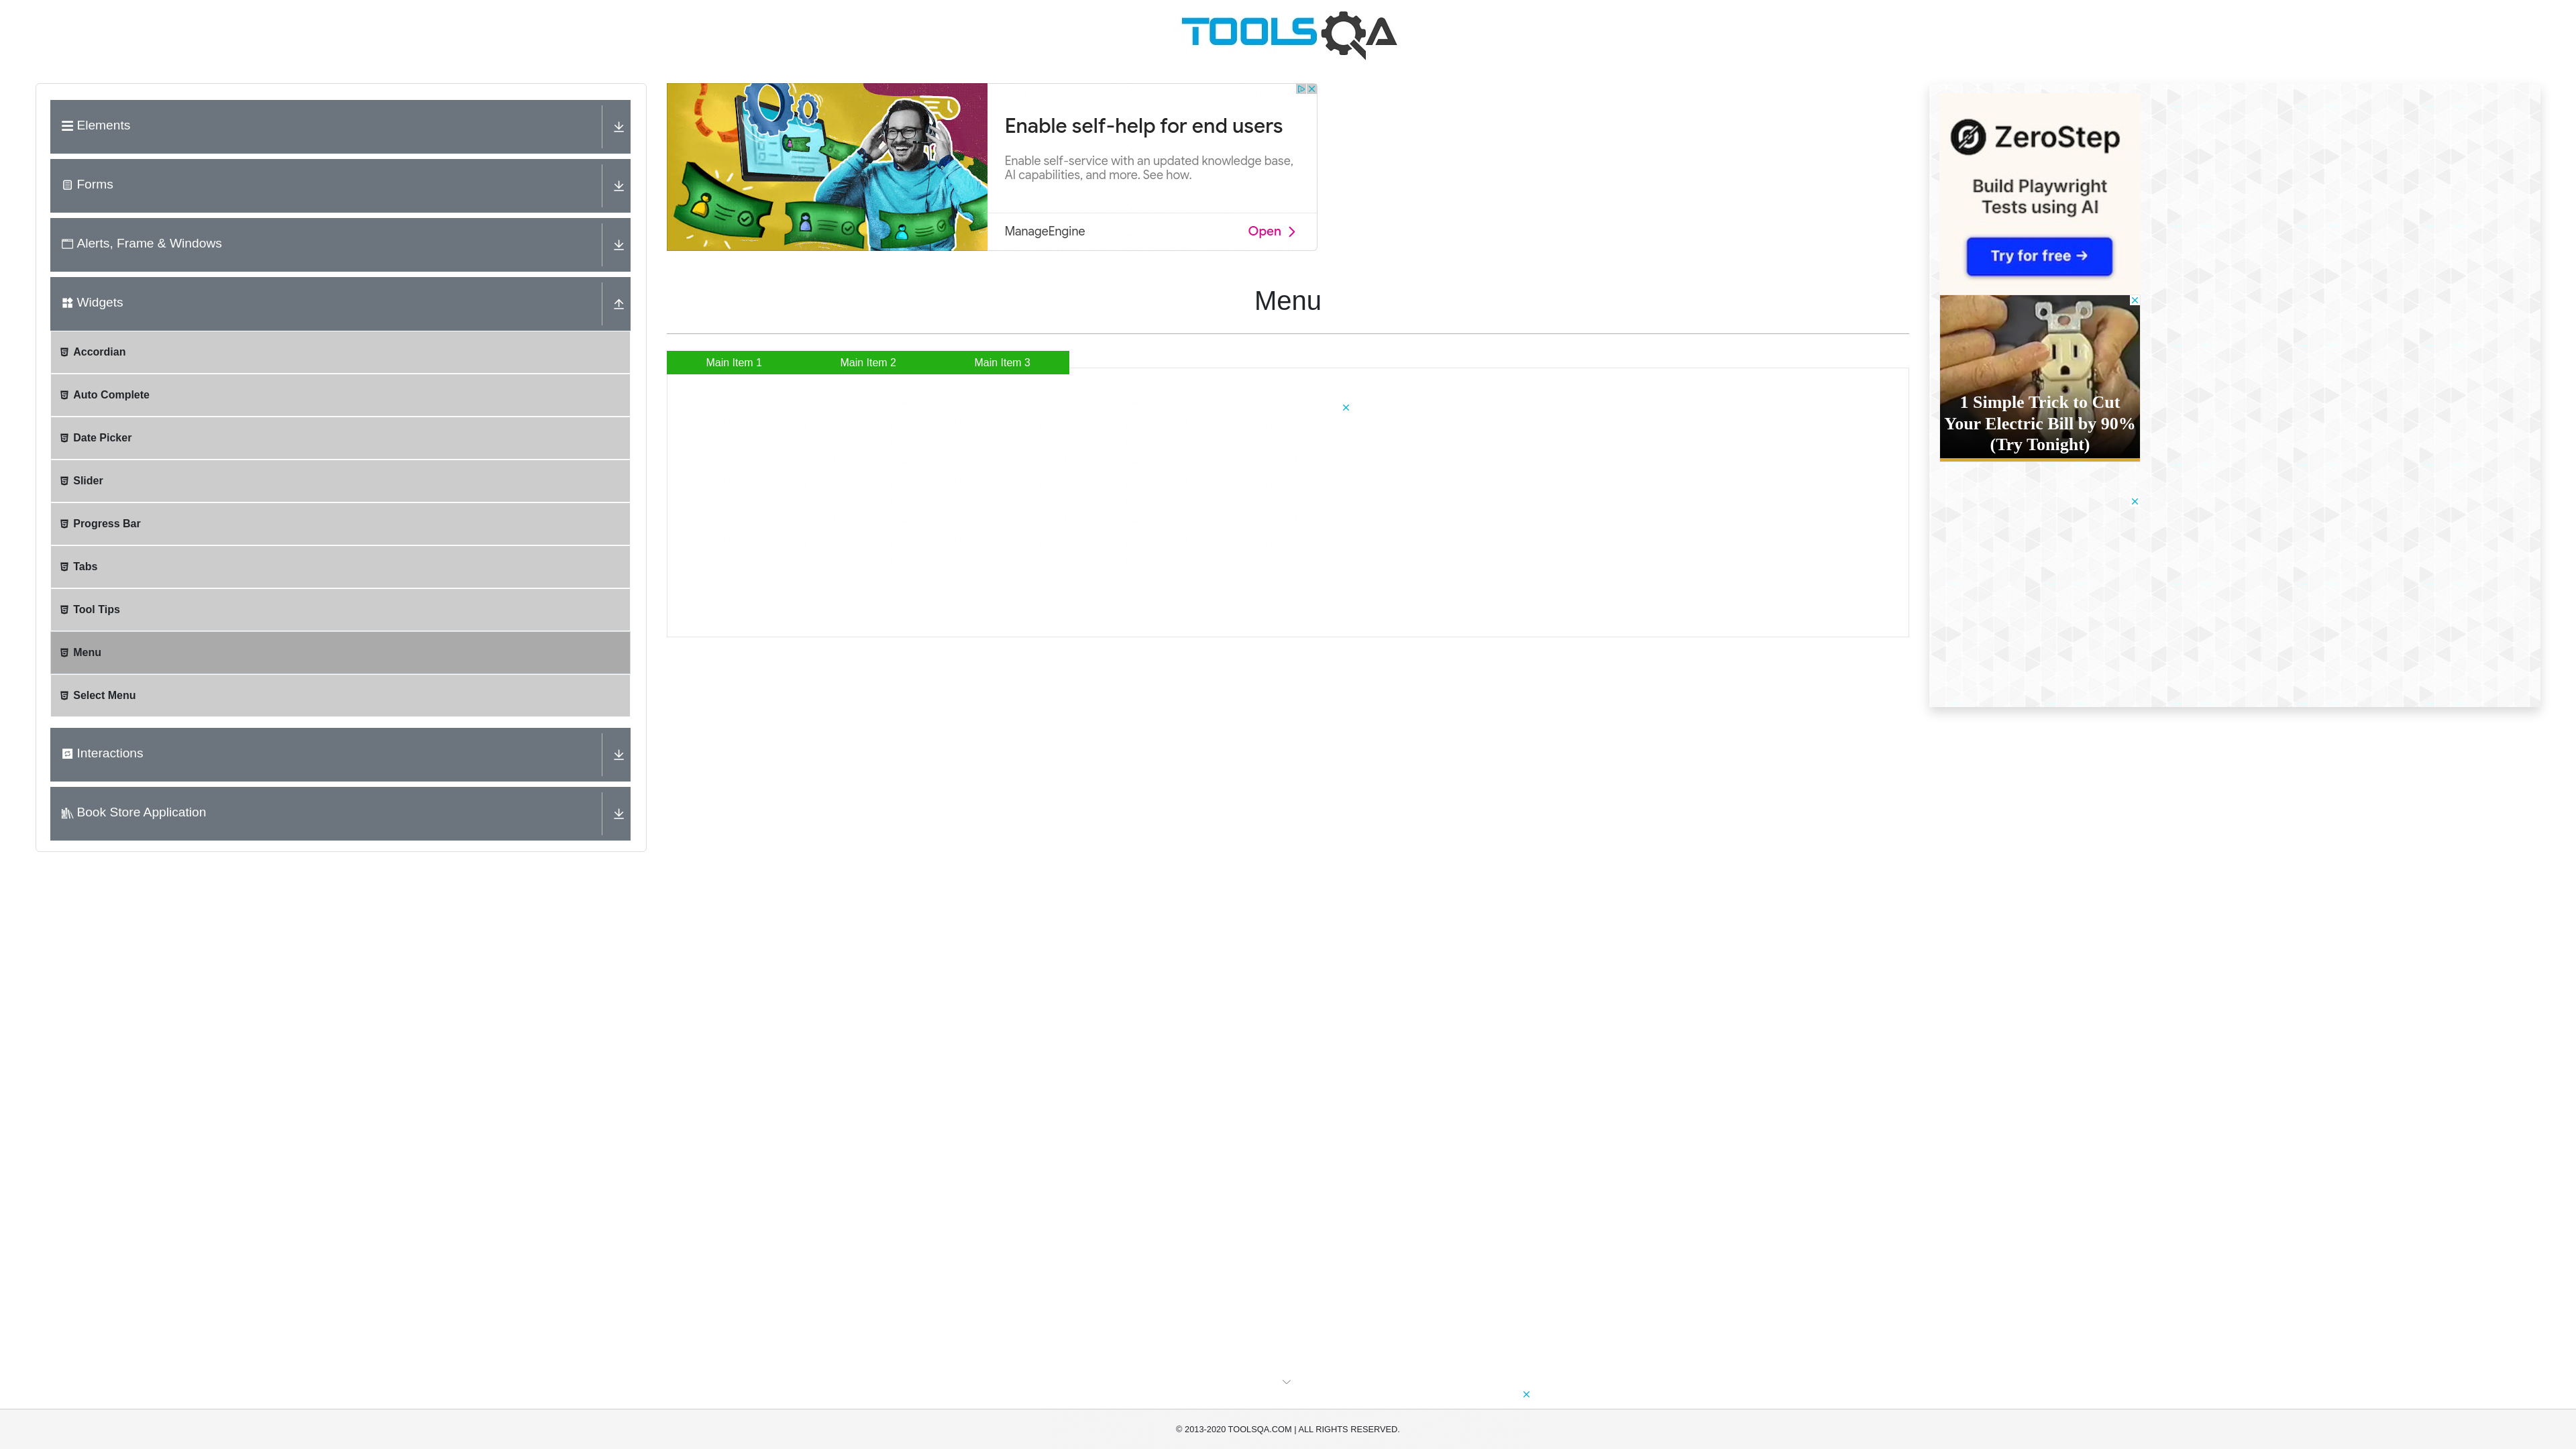 TOOLSQA
Elements
Forms
Alerts, Frame & Windows
Widgets
Accordian
Auto Complete
Date Picker
Slider
Progress Bar
Tabs
Tool Tips
Menu
Select Menu
Interactions
Book Store Application
Enable self-help for end users
Enable self-service with an updated knowledge base,
AI capabilities, and more. See how.
ManageEngine
Open
Menu
Main Item 1
Main Item 2
Main Item 3
ZeroStep
Build Playwright
Tests using AI
Try for free →
1 Simple Trick to Cut
Your Electric Bill by 90%
(Try Tonight)
© 2013-2020 TOOLSQA.COM | ALL RIGHTS RESERVED.